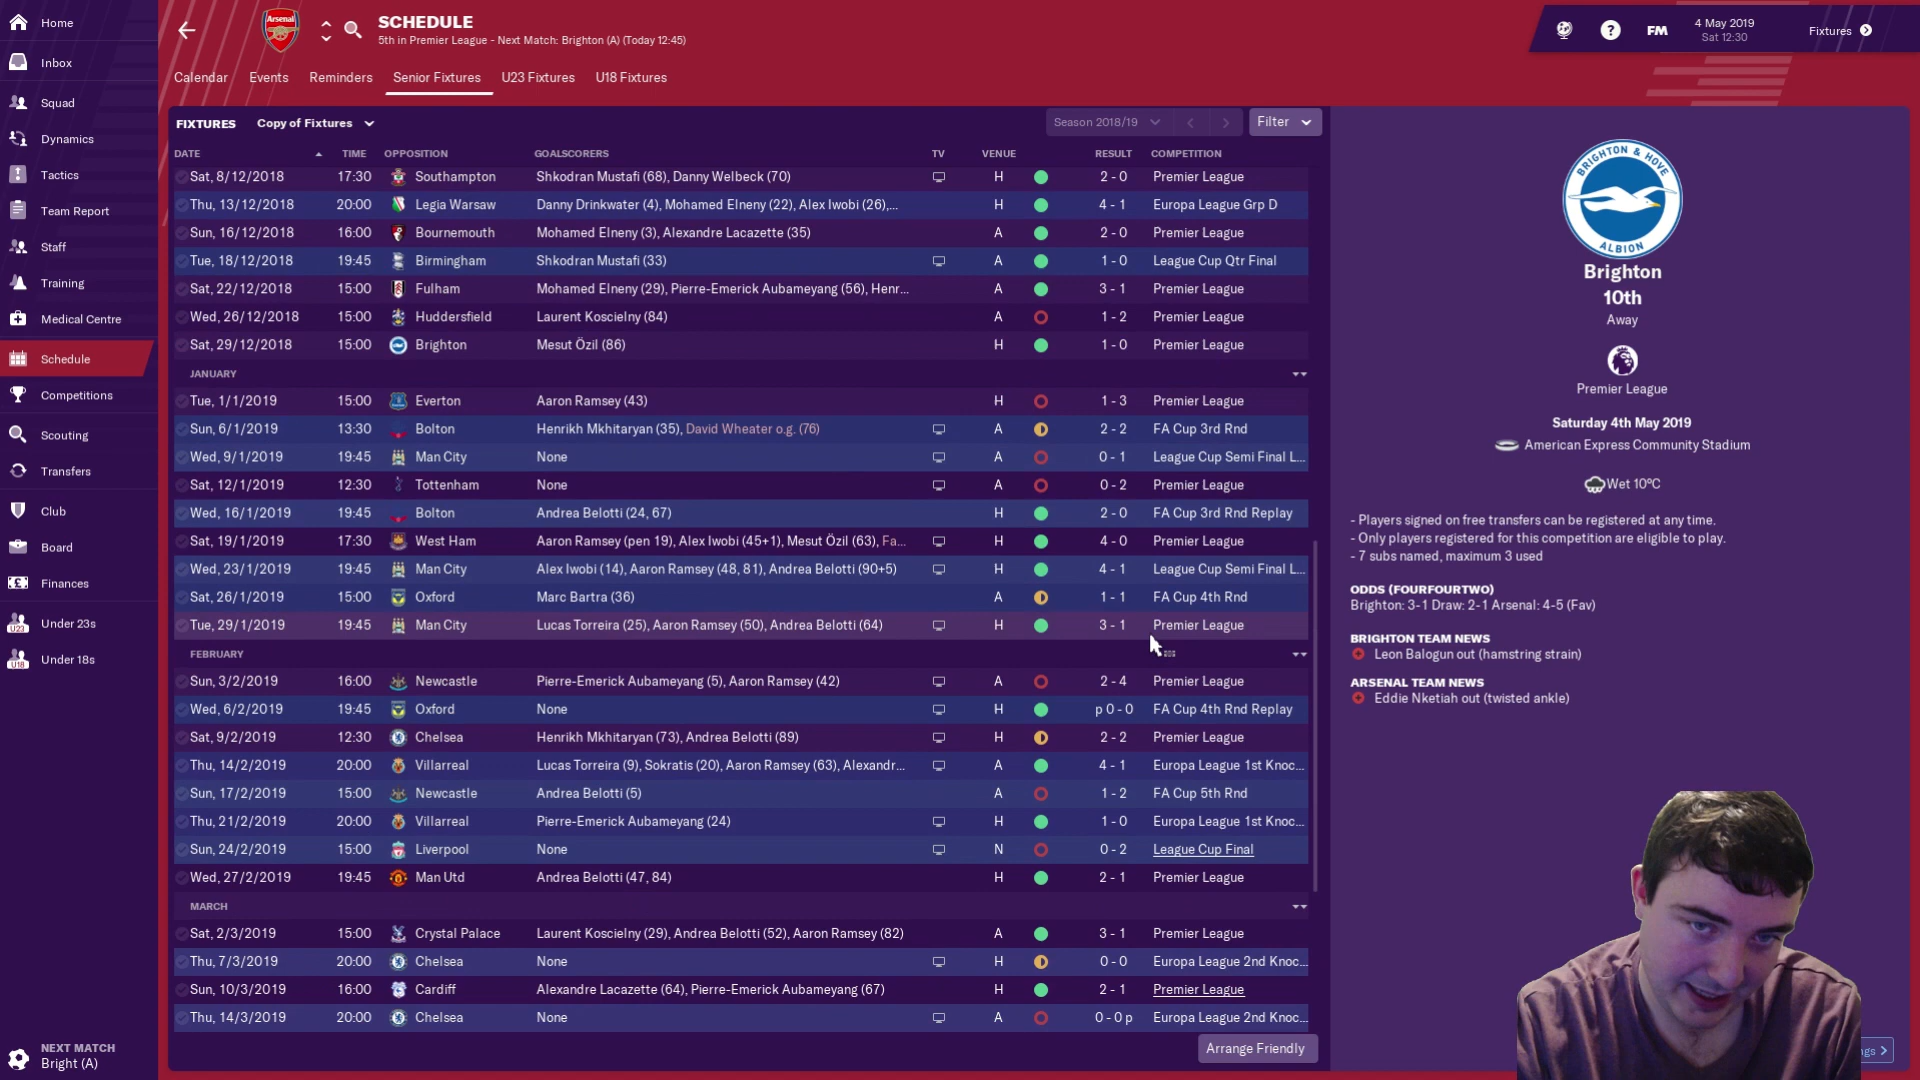 Home
Inbox
Squad
Dynamics
Tactics
Team Report
Staff
Training
Medical Centre
Schedule
Competitions
Scouting
Transfers
Club
Board
Finances
U23 Under 23s
U18 Under 18s
NEXT MATCH
Bright (A)
Arsenal
SCHEDULE
5th in Premier League - Next Match: Brighton (A) (Today 12:45)
? FM 4 May 2019 Fixtures
Sat 12:30
Calendar Events Reminders Senior Fixtures U23 Fixtures U18 Fixtures
FIXTURES Copy of Fixtures Season 2018/19 Filter
DATE TIME OPPOSITION GOALSCORERS TV VENUE RESULT COMPETITION
Sat, 8/12/2018 17:30 Southampton Shkodran Mustafi (68), Danny Welbeck (70) H 2 - 0 Premier League
Thu, 13/12/2018 20:00 Legia Warsaw Danny Drinkwater (4), Mohamed Elneny (22), Alex Iwobi (26),... H 4 - 1 Europa League Grp D
Sun, 16/12/2018 16:00 Bournemouth Mohamed Elneny (3), Alexandre Lacazette (35) A 2 - 0 Premier League
Tue, 18/12/2018 19:45 Birmingham Shkodran Mustafi (33) A 1 - 0 League Cup Qtr Final
Sat, 22/12/2018 15:00 Fulham Mohamed Elneny (29), Pierre-Emerick Aubameyang (56), Henr... A 3 - 1 Premier League
Wed, 26/12/2018 15:00 Huddersfield Laurent Koscielny (84) A 1 - 2 Premier League
Sat, 29/12/2018 15:00 Brighton Mesut Özil (86) H 1 - 0 Premier League
JANUARY
Tue, 1/1/2019 15:00 Everton Aaron Ramsey (43) H 1 - 3 Premier League
Sun, 6/1/2019 13:30 Bolton Henrikh Mkhitaryan (35), David Wheater o.g. (76) A 2 - 2 FA Cup 3rd Rnd
Wed, 9/1/2019 19:45 Man City None A 0 - 1 League Cup Semi Final L...
Sat, 12/1/2019 12:30 Tottenham None A 0 - 2 Premier League
Wed, 16/1/2019 19:45 Bolton Andrea Belotti (24, 67) H 2 - 0 FA Cup 3rd Rnd Replay
Sat, 19/1/2019 17:30 West Ham Aaron Ramsey (pen 19), Alex Iwobi (45+1), Mesut Özil (63), Fa... H 4 - 0 Premier League
Wed, 23/1/2019 19:45 Man City Alex Iwobi (14), Aaron Ramsey (48, 81), Andrea Belotti (90+5) H 4 - 1 League Cup Semi Final L...
Sat, 26/1/2019 15:00 Oxford Marc Bartra (36) A 1 - 1 FA Cup 4th Rnd
Tue, 29/1/2019 19:45 Man City Lucas Torreira (25), Aaron Ramsey (50), Andrea Belotti (64) H 3 - 1 Premier League
FEBRUARY
Sun, 3/2/2019 16:00 Newcastle Pierre-Emerick Aubameyang (5), Aaron Ramsey (42) A 2 - 4 Premier League
Wed, 6/2/2019 19:45 Oxford None H p 0 - 0 FA Cup 4th Rnd Replay
Sat, 9/2/2019 12:30 Chelsea Henrikh Mkhitaryan (73), Andrea Belotti (89) H 2 - 2 Premier League
Thu, 14/2/2019 20:00 Villarreal Lucas Torreira (9), Sokratis (20), Aaron Ramsey (63), Alexandr... A 4 - 1 Europa League 1st Knoc...
Sun, 17/2/2019 15:00 Newcastle Andrea Belotti (5) A 1 - 2 FA Cup 5th Rnd
Thu, 21/2/2019 20:00 Villarreal Pierre-Emerick Aubameyang (24) H 1 - 0 Europa League 1st Knoc...
Sun, 24/2/2019 15:00 Liverpool None N 0 - 2 League Cup Final
Wed, 27/2/2019 19:45 Man Utd Andrea Belotti (47, 84) H 2 - 1 Premier League
MARCH
Sat, 2/3/2019 15:00 Crystal Palace Laurent Koscielny (29), Andrea Belotti (52), Aaron Ramsey (82) A 3 - 1 Premier League
Thu, 7/3/2019 20:00 Chelsea None H 0 - 0 Europa League 2nd Knoc...
Sun, 10/3/2019 16:00 Cardiff Alexandre Lacazette (64), Pierre-Emerick Aubameyang (67) H 2 - 1 Premier League
Thu, 14/3/2019 20:00 Chelsea None A 0 - 0 p Europa League 2nd Knoc...
Arrange Friendly
BRIGHTON & HOVE
ALBION
Brighton
10th
Away
Premier League
Saturday 4th May 2019
American Express Community Stadium
Wet 10ºC
- Players signed on free transfers can be registered at any time.
- Only players registered for this competition are eligible to play.
- 7 subs named, maximum 3 used
ODDS (FOURFOURTWO)
Brighton: 3-1 Draw: 2-1 Arsenal: 4-5 (Fav)
BRIGHTON TEAM NEWS
Leon Balogun out (hamstring strain)
ARSENAL TEAM NEWS
Eddie Nketiah out (twisted ankle)